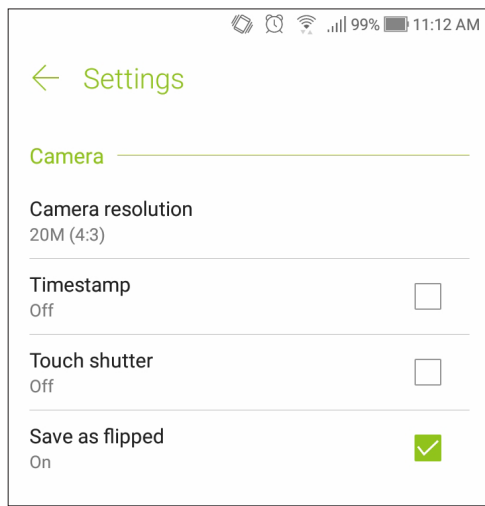 99% 11:12 AM
Settings
Camera
Camera resolution
20M (4:3)
Timestamp
Off
Touch shutter
Off
Save as flipped
On